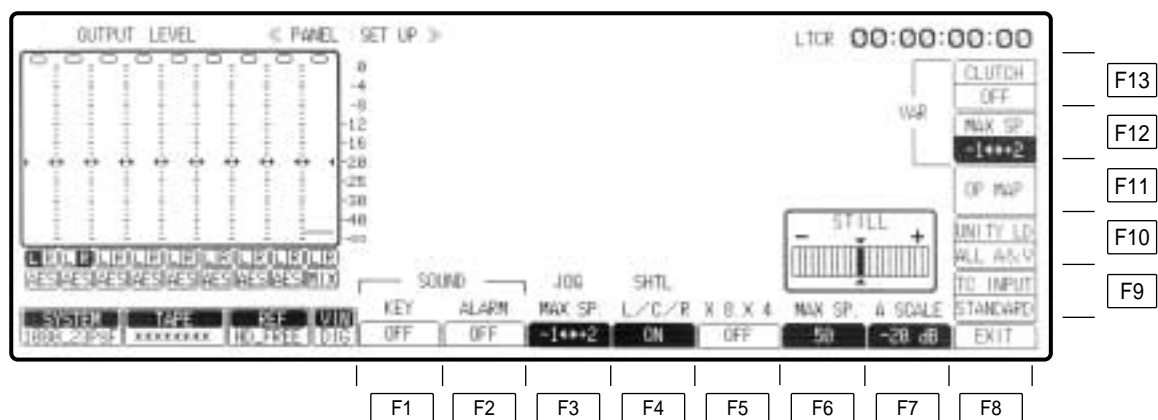 OUTPUT LEVEL
≪ PANEL SET UP ≫
LTCR 00:00:00:00
0
-4
-8
-12
-16
-20
-25
-30
-40
-∞
VAR
CLUTCH
OFF
F13
MAX SP
-1↔+2
F12
OP MAP
F11
UNITY LD
ALL A&V
F10
TC INPUT
STANDARD
F9
STILL
- +
L R L R L R L R L R L R L R L R
AES AES AES AES AES AES AES MIX
SOUND JOG SHTL
KEY ALARM MAX SP L/C/R X 8 X 4 MAX SP. A SCALE
SYSTEM TAPE REF VIN
1080_23PSF ******** HD_FREE DIG
OFF OFF -1↔+2 ON OFF 50 -20 dB EXIT
F1 F2 F3 F4 F5 F6 F7 F8